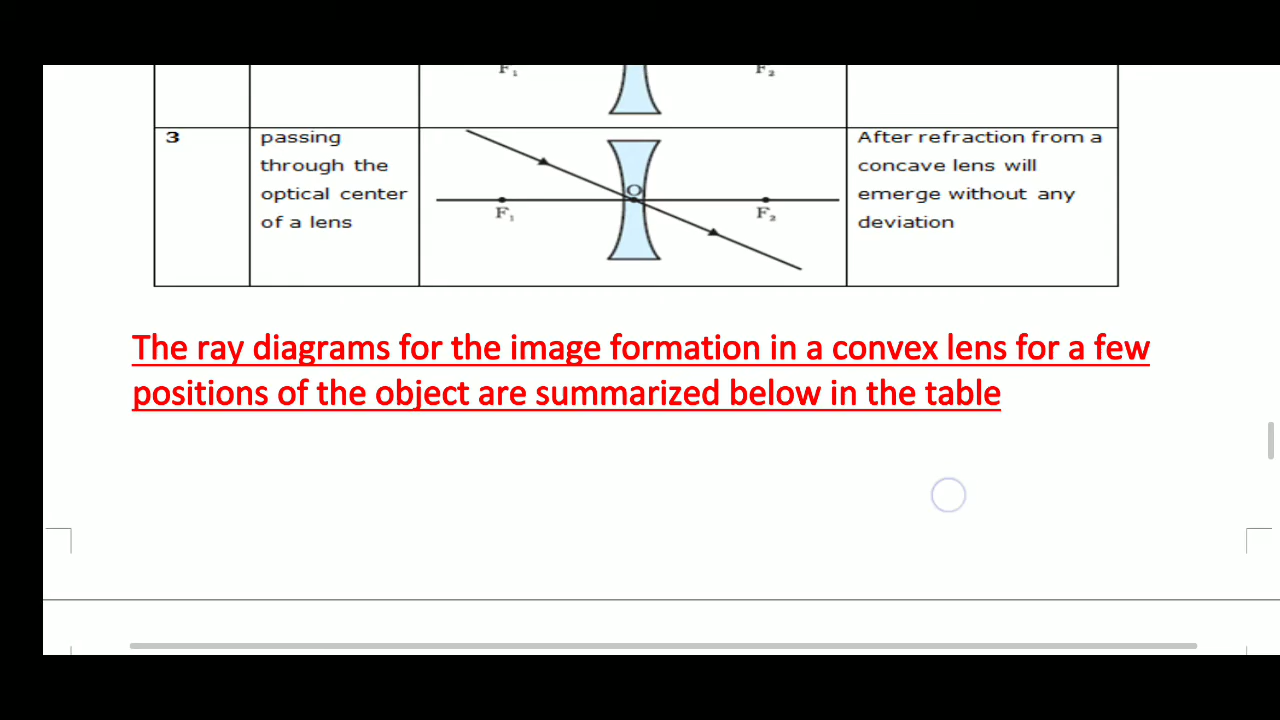 F₁ F₂
3
passing
through the
optical center
of a lens
O
F₁ F₂
After refraction from a
concave lens will
emerge without any
deviation
The ray diagrams for the image formation in a convex lens for a few
positions of the object are summarized below in the table